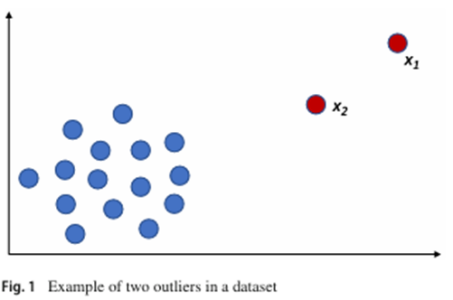 x1
x2
Fig. 1 Example of two outliers in a dataset